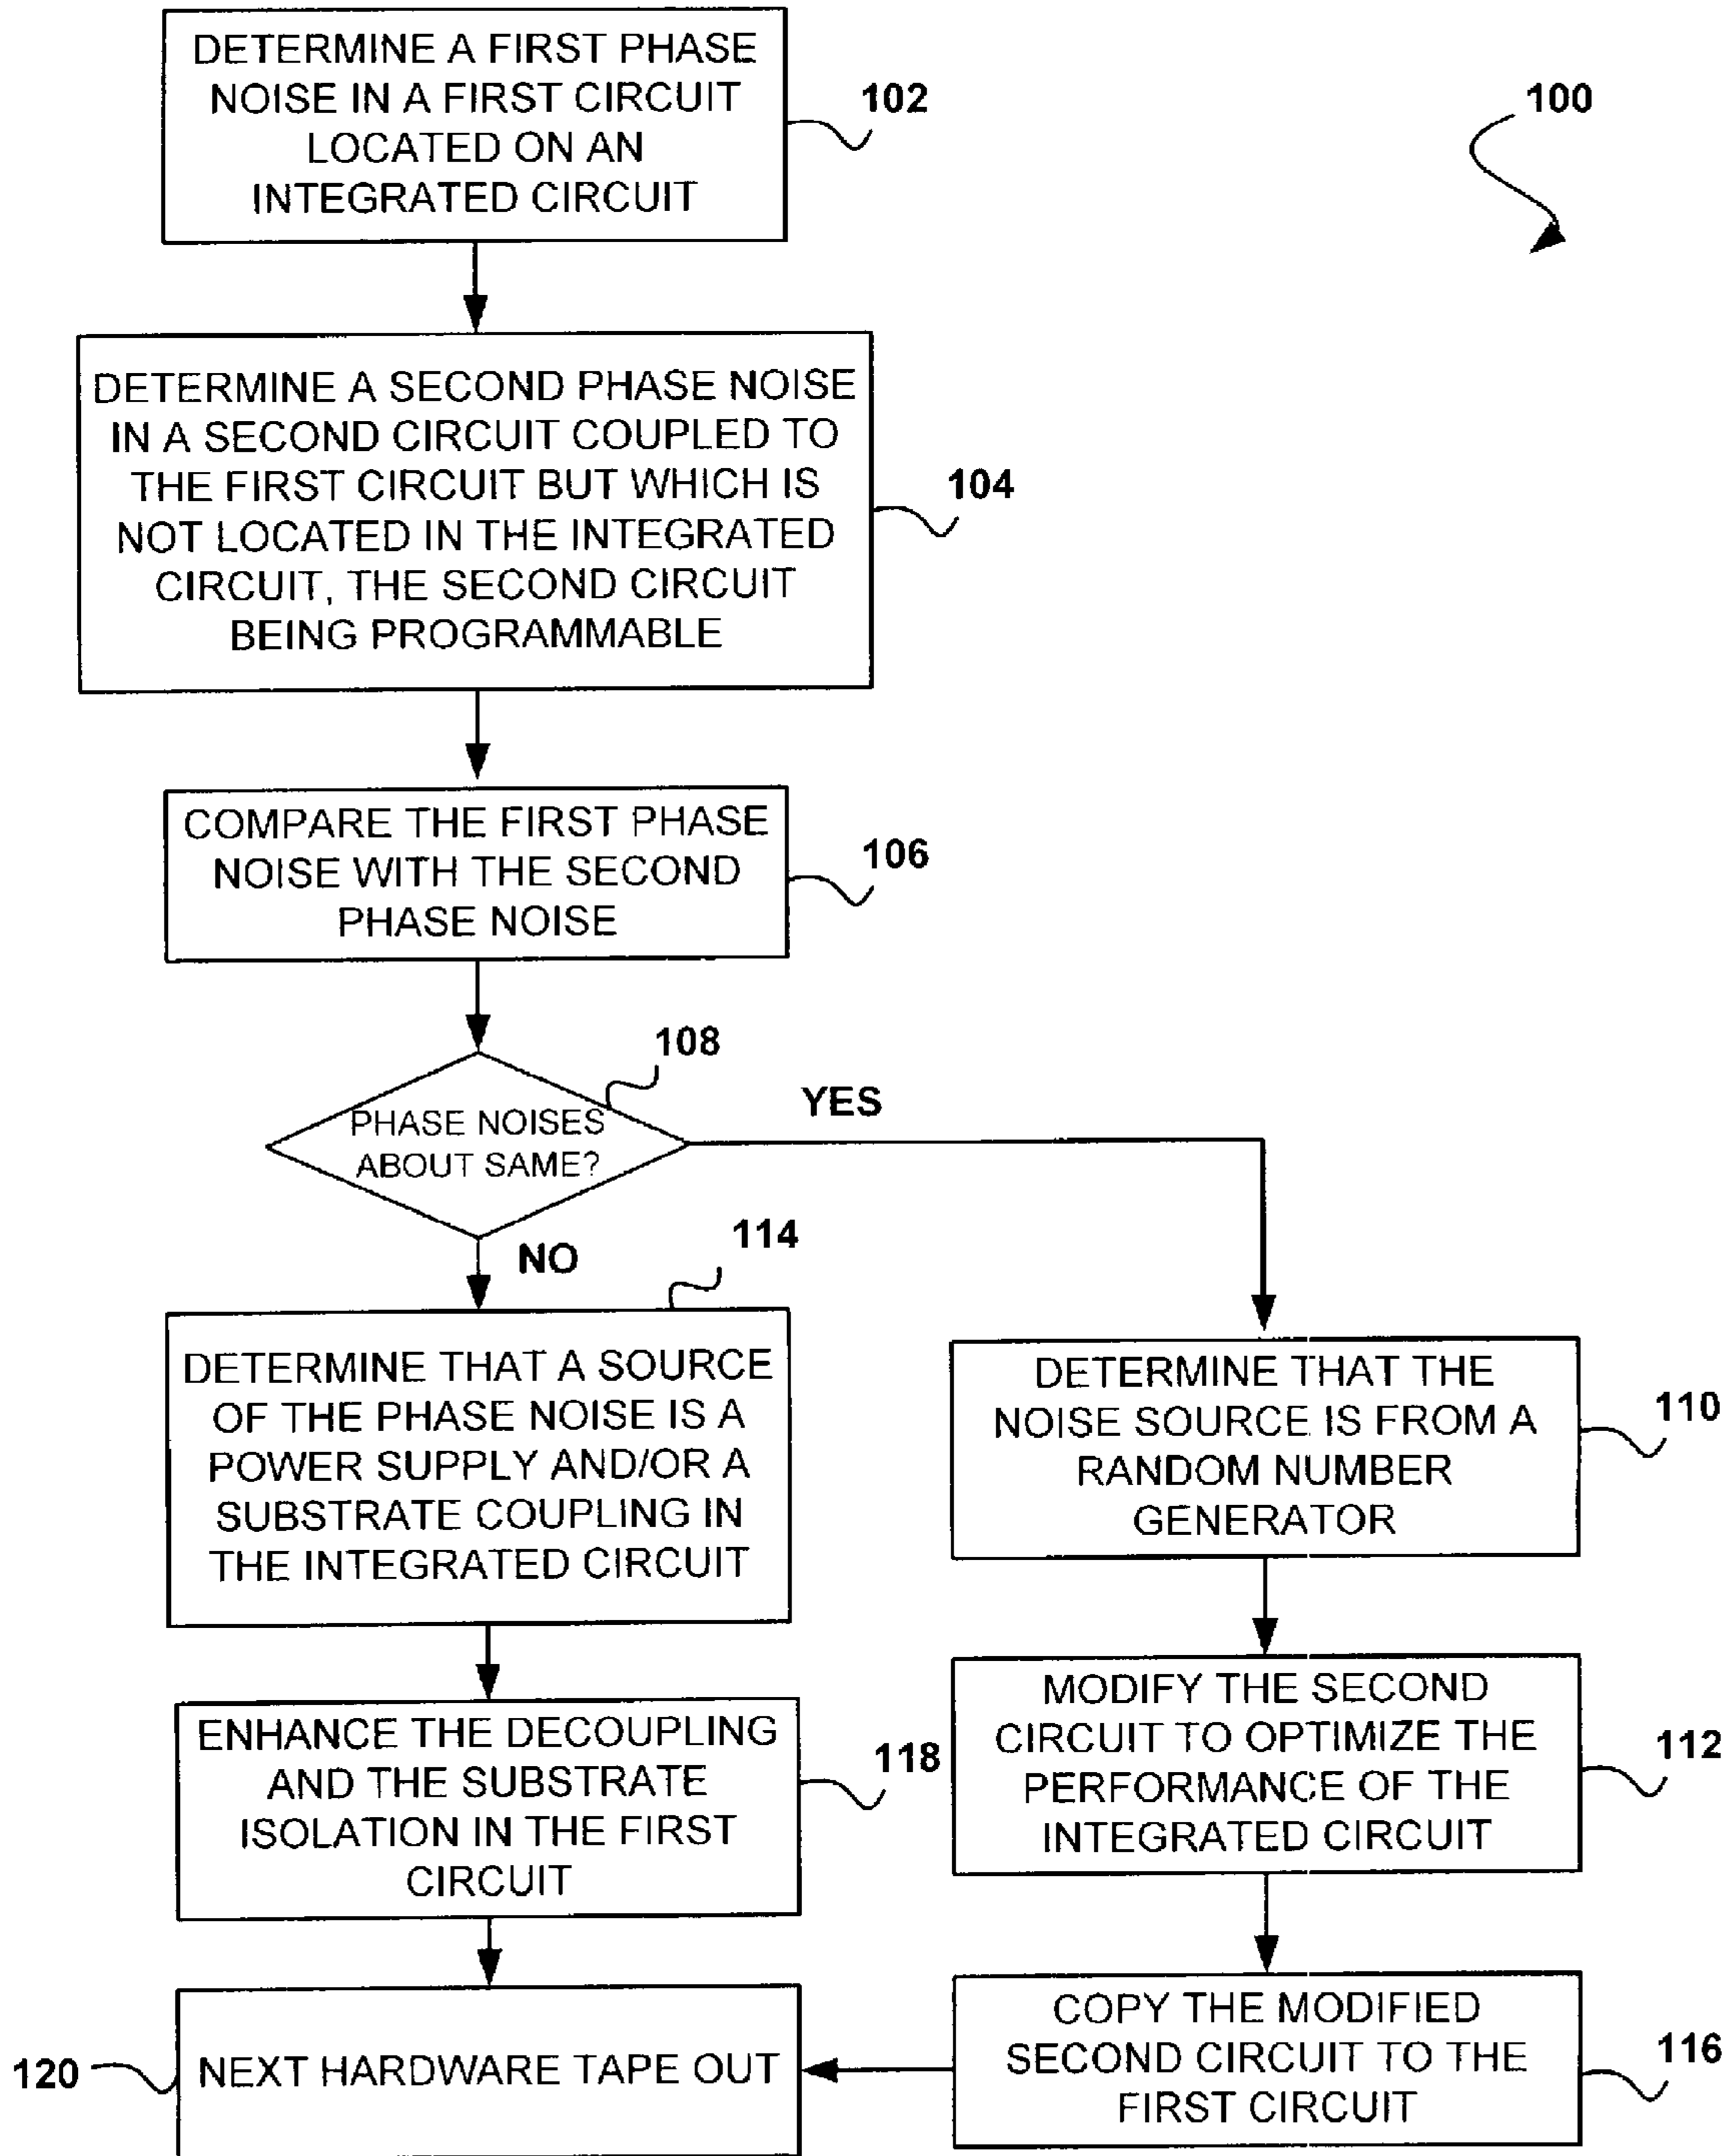 DETERMINE A FIRST PHASE
NOISE IN A FIRST CIRCUIT
LOCATED ON AN
INTEGRATED CIRCUIT
102
100
DETERMINE A SECOND PHASE NOISE
IN A SECOND CIRCUIT COUPLED TO
THE FIRST CIRCUIT BUT WHICH IS
NOT LOCATED IN THE INTEGRATED
CIRCUIT, THE SECOND CIRCUIT
BEING PROGRAMMABLE
104
COMPARE THE FIRST PHASE
NOISE WITH THE SECOND
PHASE NOISE
106
108
PHASE NOISES
ABOUT SAME?
YES
NO
114
DETERMINE THAT A SOURCE
OF THE PHASE NOISE IS A
POWER SUPPLY AND/OR A
SUBSTRATE COUPLING IN
THE INTEGRATED CIRCUIT
DETERMINE THAT THE
NOISE SOURCE IS FROM A
RANDOM NUMBER
GENERATOR
110
ENHANCE THE DECOUPLING
AND THE SUBSTRATE
ISOLATION IN THE FIRST
CIRCUIT
118
MODIFY THE SECOND
CIRCUIT TO OPTIMIZE THE
PERFORMANCE OF THE
INTEGRATED CIRCUIT
112
120
NEXT HARDWARE TAPE OUT
COPY THE MODIFIED
SECOND CIRCUIT TO THE
FIRST CIRCUIT
116